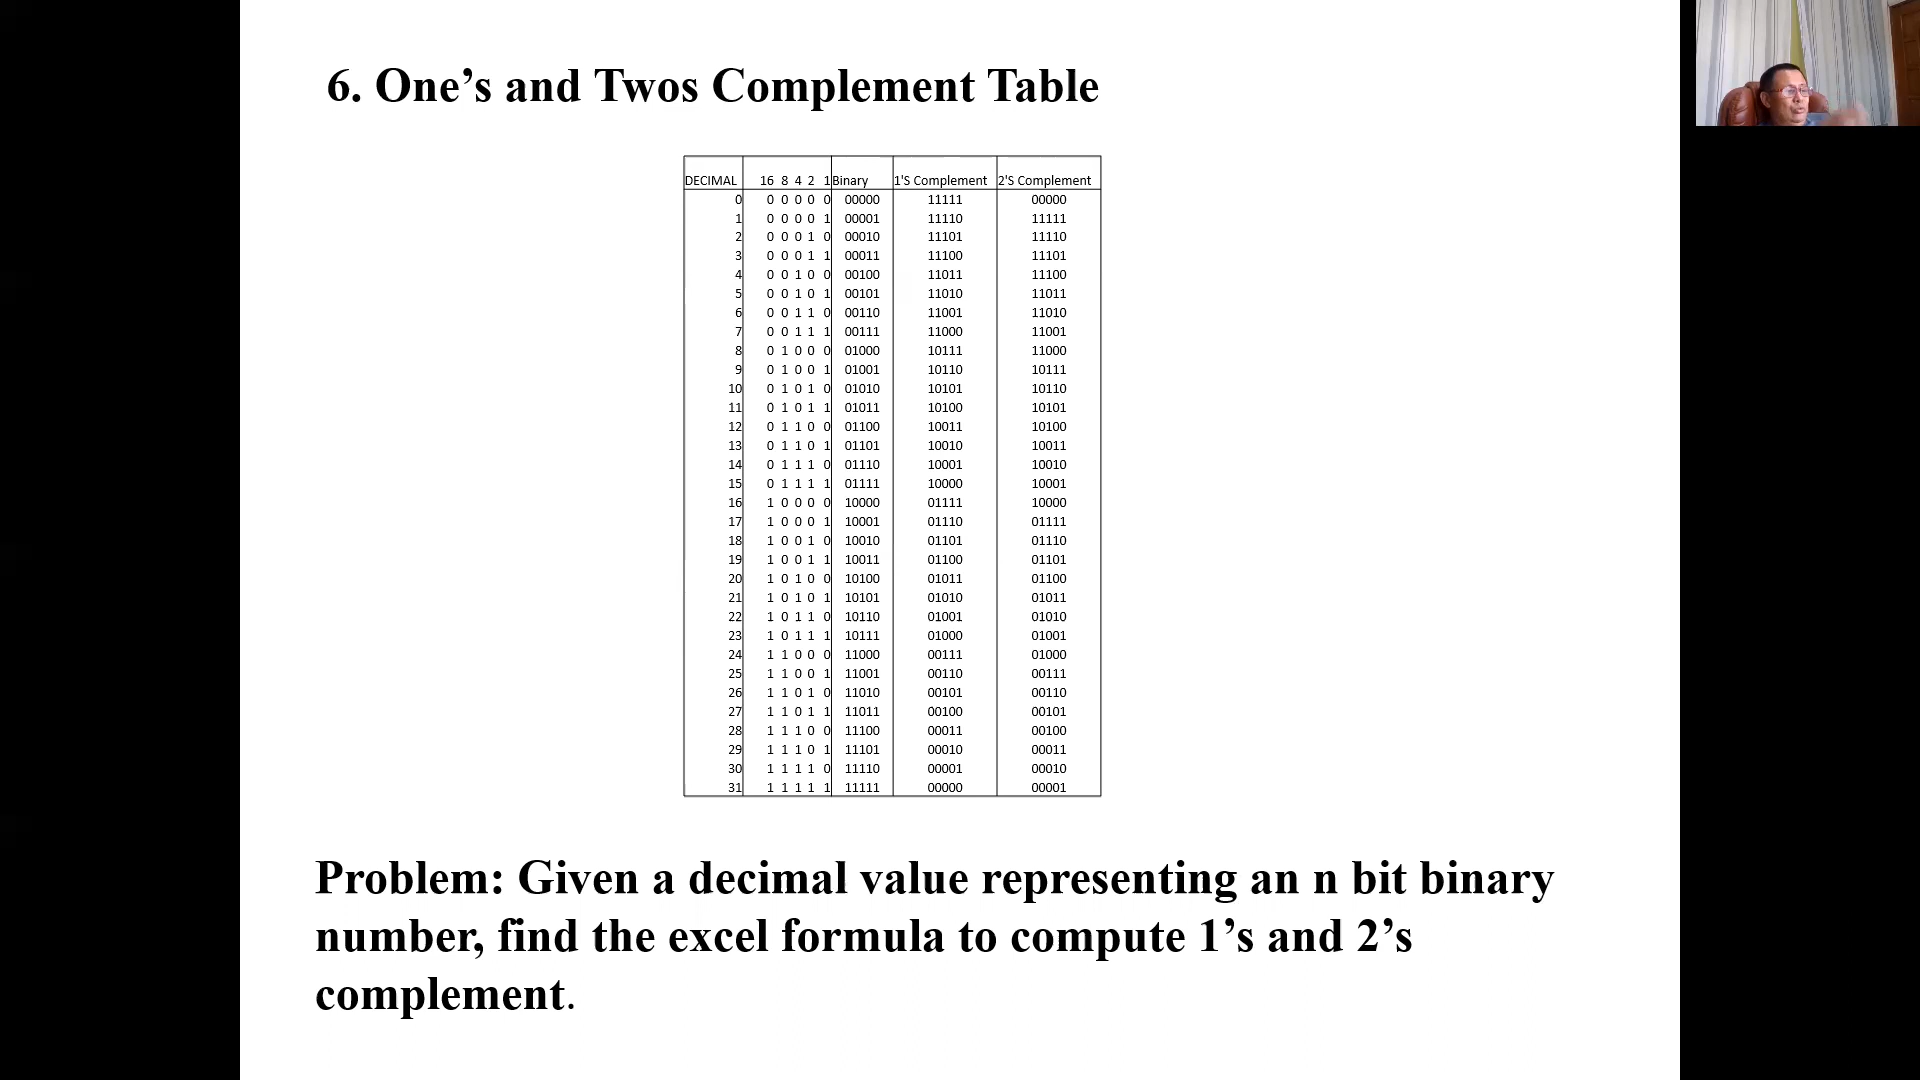 6. One’s and Twos Complement Table
DECIMAL 16 8 4 2 1 Binary 1'S Complement 2'S Complement
0 0 0 0 0 0 00000 11111 00000
1 0 0 0 0 1 00001 11110 11111
2 0 0 0 1 0 00010 11101 11110
3 0 0 0 1 1 00011 11100 11101
4 0 0 1 0 0 00100 11011 11100
5 0 0 1 0 1 00101 11010 11011
6 0 0 1 1 0 00110 11001 11010
7 0 0 1 1 1 00111 11000 11001
8 0 1 0 0 0 01000 10111 11000
9 0 1 0 0 1 01001 10110 10111
10 0 1 0 1 0 01010 10101 10110
11 0 1 0 1 1 01011 10100 10101
12 0 1 1 0 0 01100 10011 10100
13 0 1 1 0 1 01101 10010 10011
14 0 1 1 1 0 01110 10001 10010
15 0 1 1 1 1 01111 10000 10001
16 1 0 0 0 0 10000 01111 10000
17 1 0 0 0 1 10001 01110 01111
18 1 0 0 1 0 10010 01101 01110
19 1 0 0 1 1 10011 01100 01101
20 1 0 1 0 0 10100 01011 01100
21 1 0 1 0 1 10101 01010 01011
22 1 0 1 1 0 10110 01001 01010
23 1 0 1 1 1 10111 01000 01001
24 1 1 0 0 0 11000 00111 01000
25 1 1 0 0 1 11001 00110 00111
26 1 1 0 1 0 11010 00101 00110
27 1 1 0 1 1 11011 00100 00101
28 1 1 1 0 0 11100 00011 00100
29 1 1 1 0 1 11101 00010 00011
30 1 1 1 1 0 11110 00001 00010
31 1 1 1 1 1 11111 00000 00001
Problem: Given a decimal value representing an n bit binary
number, find the excel formula to compute 1’s and 2’s
complement.